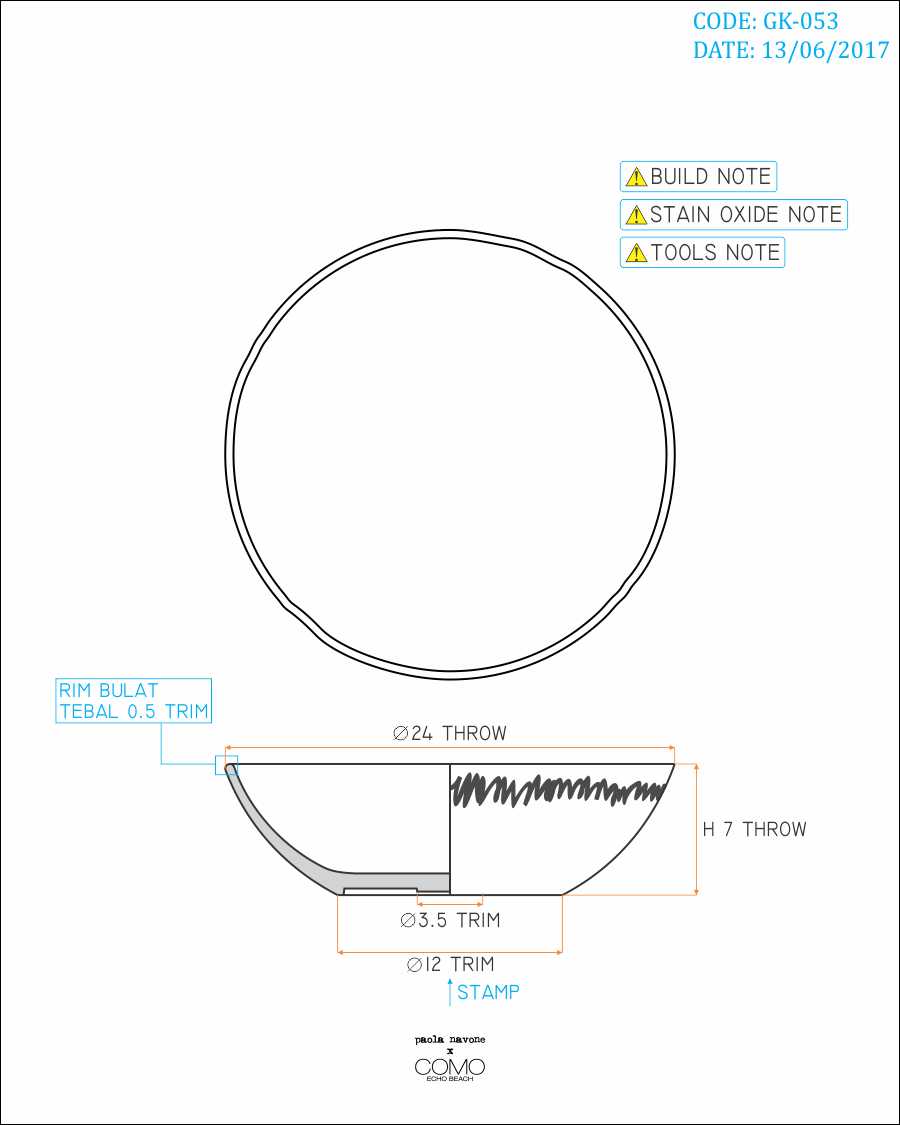 CODE: GK-053
DATE: 13/06/2017
BUILD NOTE
STAIN OXIDE NOTE
TOOLS NOTE
RIM BULAT
TEBAL 0.5 TRIM
∅24 THROW
H 7 THROW
∅3.5 TRIM
∅12 TRIM
STAMP
paola navone
x
COMO
ECHO BEACH